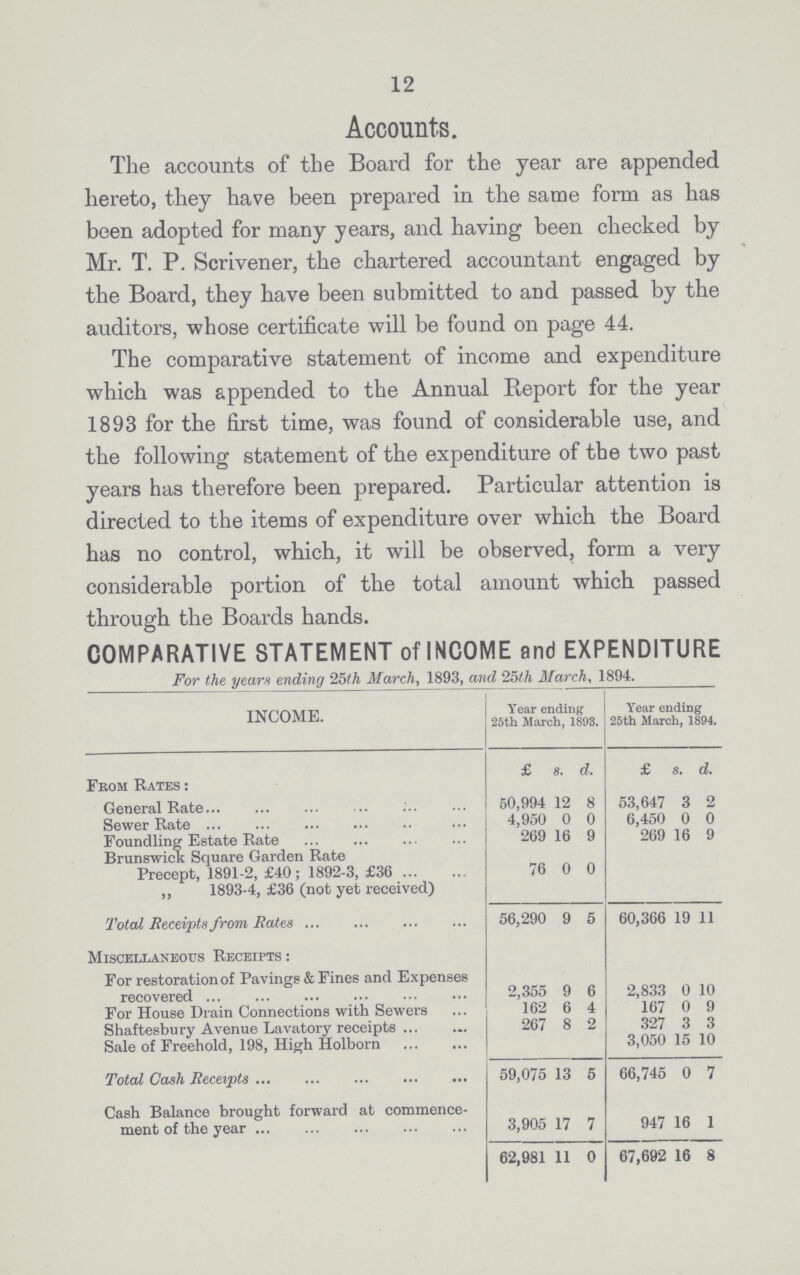 12
Accounts.
The accounts of the Board for the year are appended
hereto, they have been prepared in the same form as has
been adopted for many years, and having been checked by
Mr. T. P. Scrivener, the chartered accountant engaged by
the Board, they have been submitted to and passed by the
auditors, whose certificate will be found on page 44.
The comparative statement of income and expenditure
which was appended to the Annual Report for the year
1893 for the first time, was found of considerable use, and
the following statement of the expenditure of the two past
years has therefore been prepared. Particular attention is
directed to the items of expenditure over which the Board
has no control, which, it will be observed, form a very
considerable portion of the total amount which passed
through the Boards hands.
COMPARATIVE STATEMENT of INCOME and EXPENDITURE
For the years ending 25th March, 1893, and 25th March, 1894.
INCOME. Year ending 25th March, 1893. Year ending 25th March, 1894.
£ s. d. £ s. d.
FROM RATES:
General Rate... ... ... ... ... ... 50,994 12 8 53,647 3 2
Sewer Rate ... ... ... ... ... ... 4,950 0 0 6,450 0 0
Foundling Estate Rate ... ... ... ... 269 16 9 269 16 9
Brunswick Square Garden Rate
Precept, 1891-2, £40; 1892-3, £36 ... ... 76 0 0
„ 1893-4, £36 (not yet received)
Total Receipts from Rates ... ... ... ... 56,290 9 5 60,366 19 11
MISCELLANEOUS RECEIPTS:
For restoration of Pavings & Fines and Expenses
recovered ... ... ... ... ... ... 2,355 9 6 2,833 0 10
For House Drain Connections with Sewers ... 162 6 4 167 0 9
Shaftesbury Avenue Lavatory receipts ... ... 267 8 2 327 3 3
Sale of Freehold, 198, High Holborn ... ... 3,050 15 10
Total Cash Receipts ... ... ... ... ... 59,075 13 5 66,745 0 7
Cash Balance brought forward at commence-
ment of the year ... ... ... ... ... 3,905 17 7 947 16 1
62,981 11 0 67,692 16 8